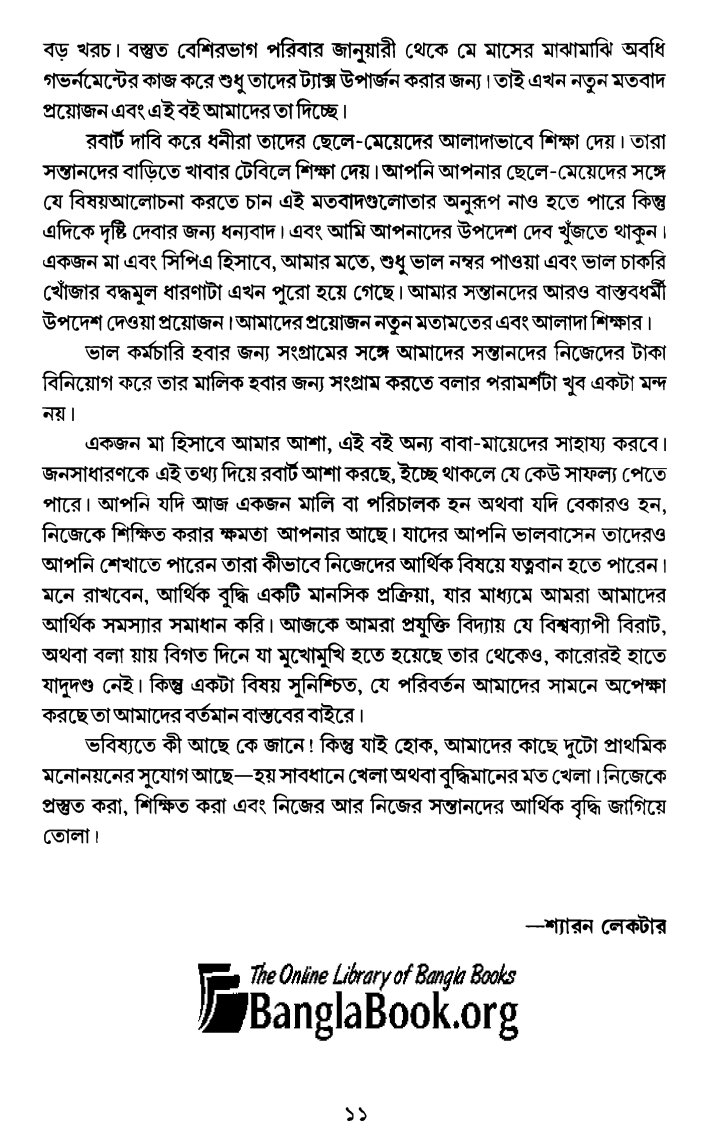 বড় খরচ। বস্তুত বেশিরভাগ পরিবার জানুয়ারী থেকে মে মাসের মাঝামাঝি অবধি
গভর্নমেন্টের কাজ করে শুধু তাদের ট্যাক্স উপার্জন করার জন্য। তাই এখন নতুন মতবাদ
প্রয়োজন এবং এই বই আমাদের তা দিচ্ছে।
রবার্ট দাবি করে ধনীরা তাদের ছেলে-মেয়েদের আলাদাভাবে শিক্ষা দেয়। তারা
সন্তানদের বাড়িতে খাবার টেবিলে শিক্ষা দেয়। আপনি আপনার ছেলে-মেয়েদের সঙ্গে
যে বিষয়আলোচনা করতে চান এই মতবাদগুলোতার অনুরূপ নাও হতে পারে কিন্তু
এদিকে দৃষ্টি দেবার জন্য ধন্যবাদ। এবং আমি আপনাদের উপদেশ দেব খুঁজতে থাকুন।
একজন মা এবং সিপিএ হিসাবে, আমার মতে, শুধু ভাল নম্বর পাওয়া এবং ভাল চাকরি
খোঁজার বদ্ধমূল ধারণাটা এখন পুরো হয়ে গেছে। আমার সন্তানদের আরও বাস্তবধর্মী
উপদেশ দেওয়া প্রয়োজন। আমাদের প্রয়োজন নতুন মতামতের এবং আলাদা শিক্ষার।
ভাল কর্মচারি হবার জন্য সংগ্রামের সঙ্গে আমাদের সন্তানদের নিজেদের টাকা
বিনিয়োগ করে তার মালিক হবার জন্য সংগ্রাম করতে বলার পরামর্শটা খুব একটা মন্দ
নয়।
একজন মা হিসাবে আমার আশা, এই বই অন্য বাবা-মায়েদের সাহায্য করবে।
জনসাধারণকে এই তথ্য দিয়ে রবার্ট আশা করছে, ইচ্ছে থাকলে যে কেউ সাফল্য পেতে
পারে। আপনি যদি আজ একজন মালি বা পরিচালক হন অথবা যদি বেকারও হন,
নিজেকে শিক্ষিত করার ক্ষমতা আপনার আছে। যাদের আপনি ভালবাসেন তাদেরও
আপনি শেখাতে পারেন তারা কীভাবে নিজেদের আর্থিক বিষয়ে যত্নবান হতে পারেন।
মনে রাখবেন, আর্থিক বৃদ্ধি একটি মানসিক প্রক্রিয়া, যার মাধ্যমে আমরা আমাদের
আর্থিক সমস্যার সমাধান করি। আজকে আমরা প্রযুক্তি বিদ্যায় যে বিশ্বব্যাপী বিরাট,
অথবা বলা যায় বিগত দিনে যা মুখোমুখি হতে হয়েছে তার থেকেও, কারোরই হাতে
যাদুদণ্ড নেই। কিন্তু একটা বিষয় সুনিশ্চিত, যে পরিবর্তন আমাদের সামনে অপেক্ষা
করছে তা আমাদের বর্তমান বাস্তবের বাইরে।
ভবিষ্যতে কী আছে কে জানে! কিন্তু যাই হোক, আমাদের কাছে দুটো প্রাথমিক
মনোনয়নের সুযোগ আছে—হয় সাবধানে খেলা অথবা বুদ্ধিমানের মত খেলা। নিজেকে
প্রস্তুত করা, শিক্ষিত করা এবং নিজের আর নিজের সন্তানদের আর্থিক বৃদ্ধি জাগিয়ে
তোলা।
—শ্যারন লেকটার
The Online Library of Bangla Books
BanglaBook.org
১১